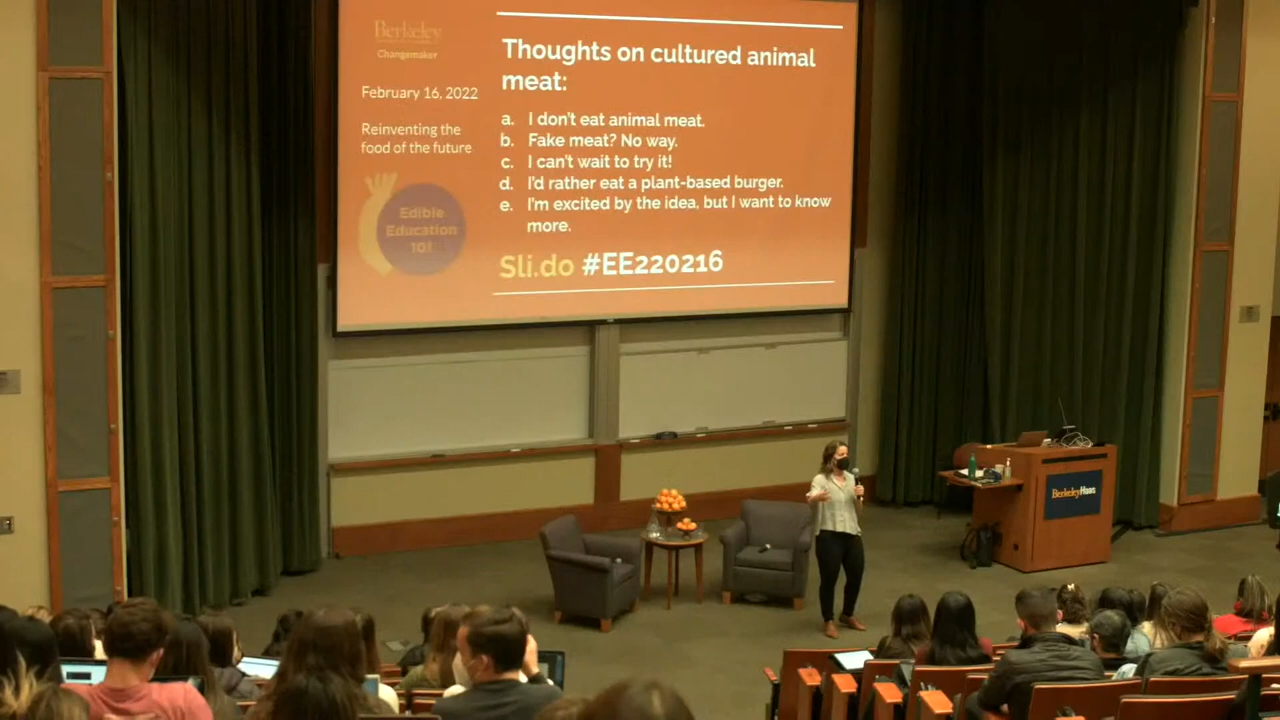 Berkeley
Changemaker
February 16, 2022
Reinventing the
food of the future
Edible
Education
101
Thoughts on cultured animal
meat:
a. I don't eat animal meat.
b. Fake meat? No way.
c. I can't wait to try it!
d. I'd rather eat a plant-based burger.
e. I'm excited by the idea, but I want to know
more.
Sli.do #EE220216
BerkeleyHaas